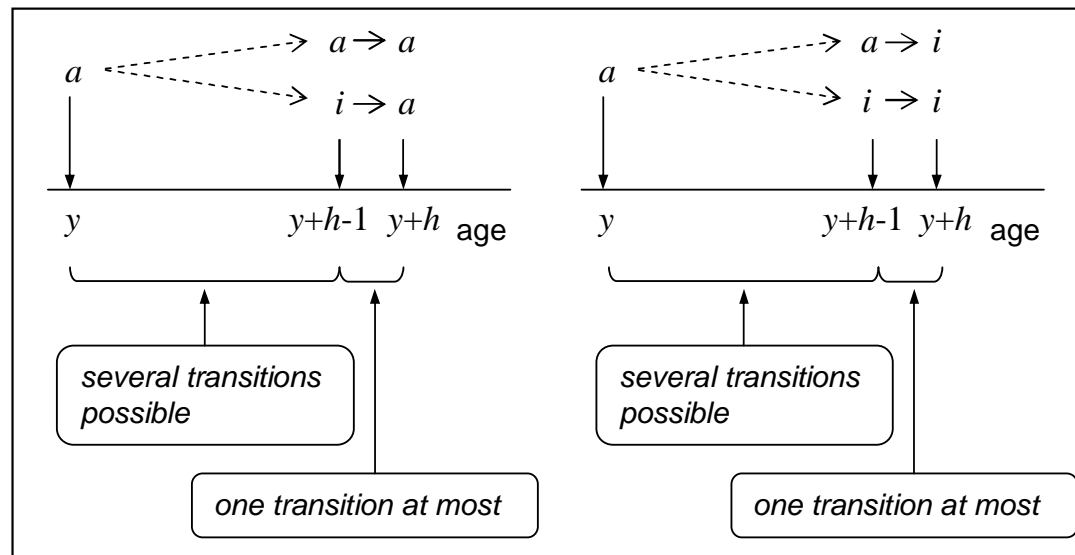 a → a
a
i → a
y y+h-1 y+h age
several transitions
possible
one transition at most
a → i
a
i → i
y y+h-1 y+h age
several transitions
possible
one transition at most